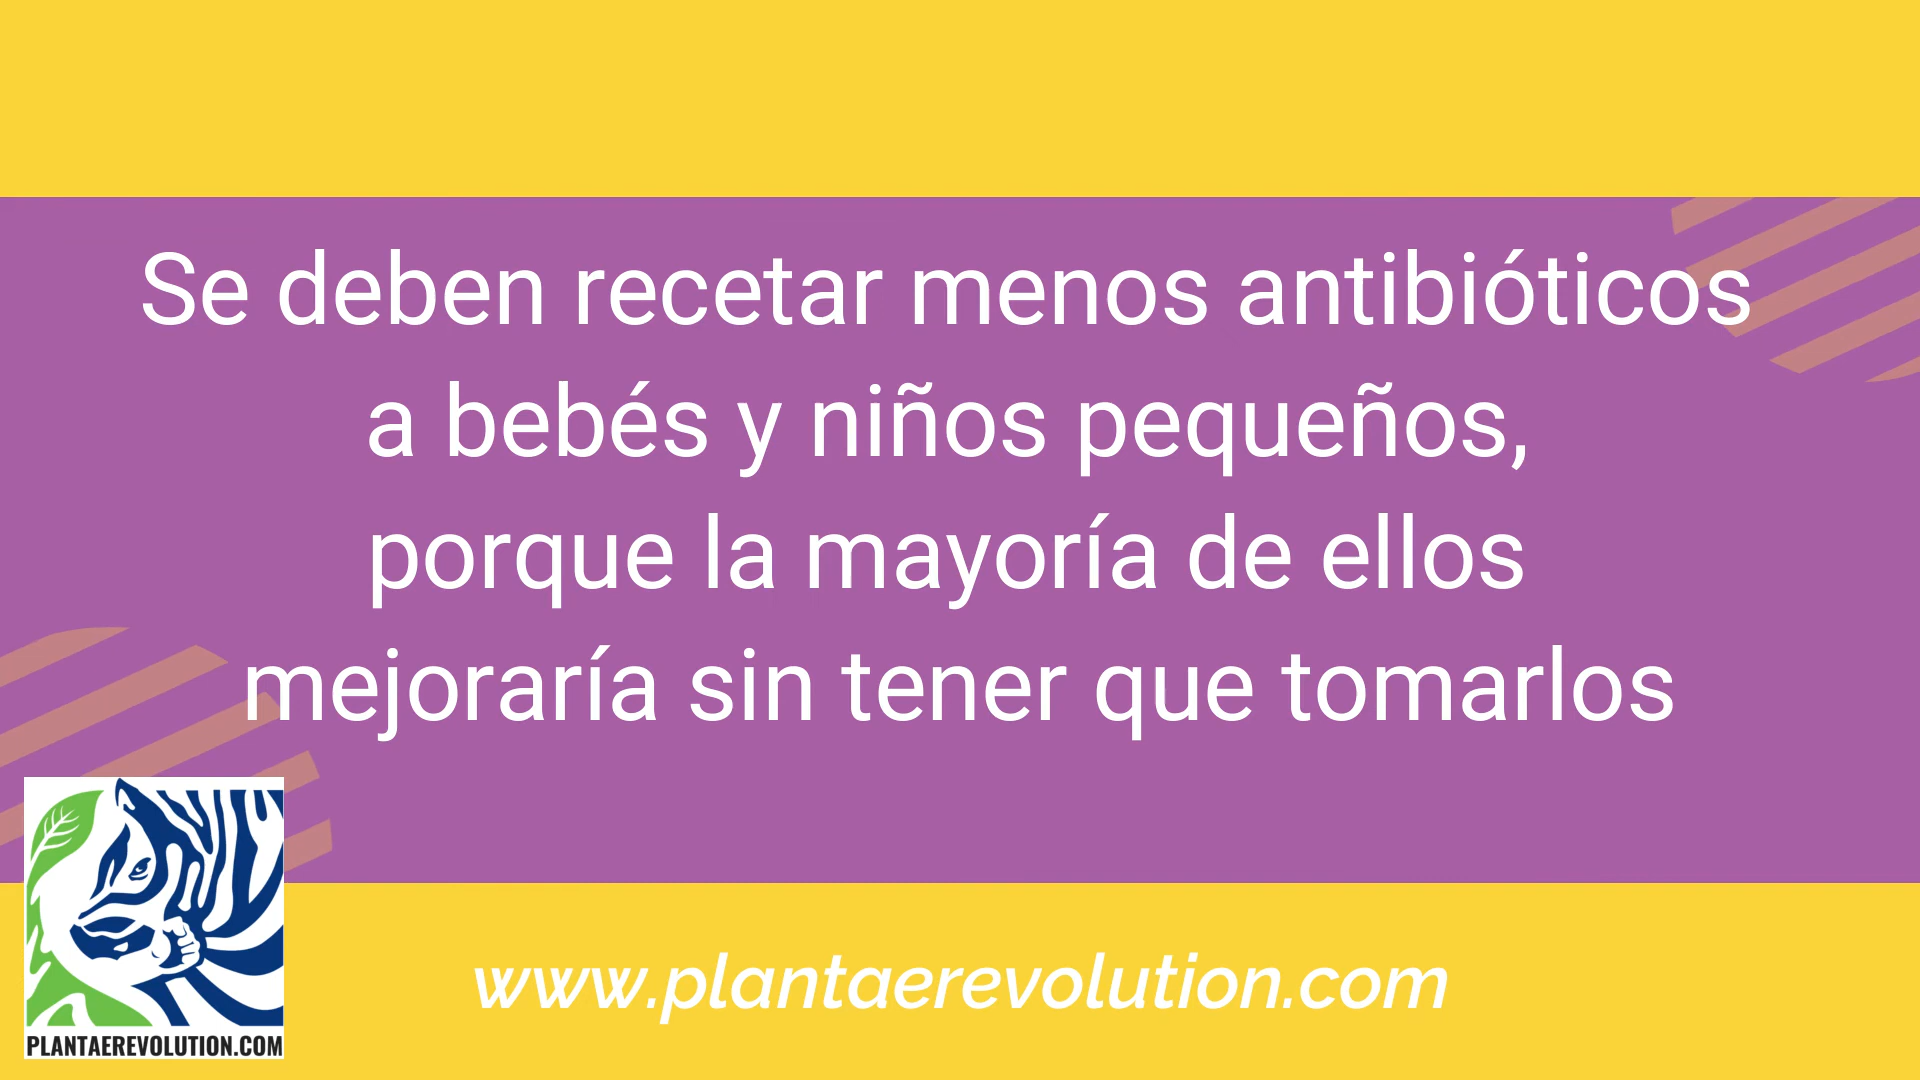 Se deben recetar menos antibióticos
a bebés y niños pequeños,
porque la mayoría de ellos
mejoraría sin tener que tomarlos
www.plantaerevolution.com
PLANTAEREVOLUTION.COM